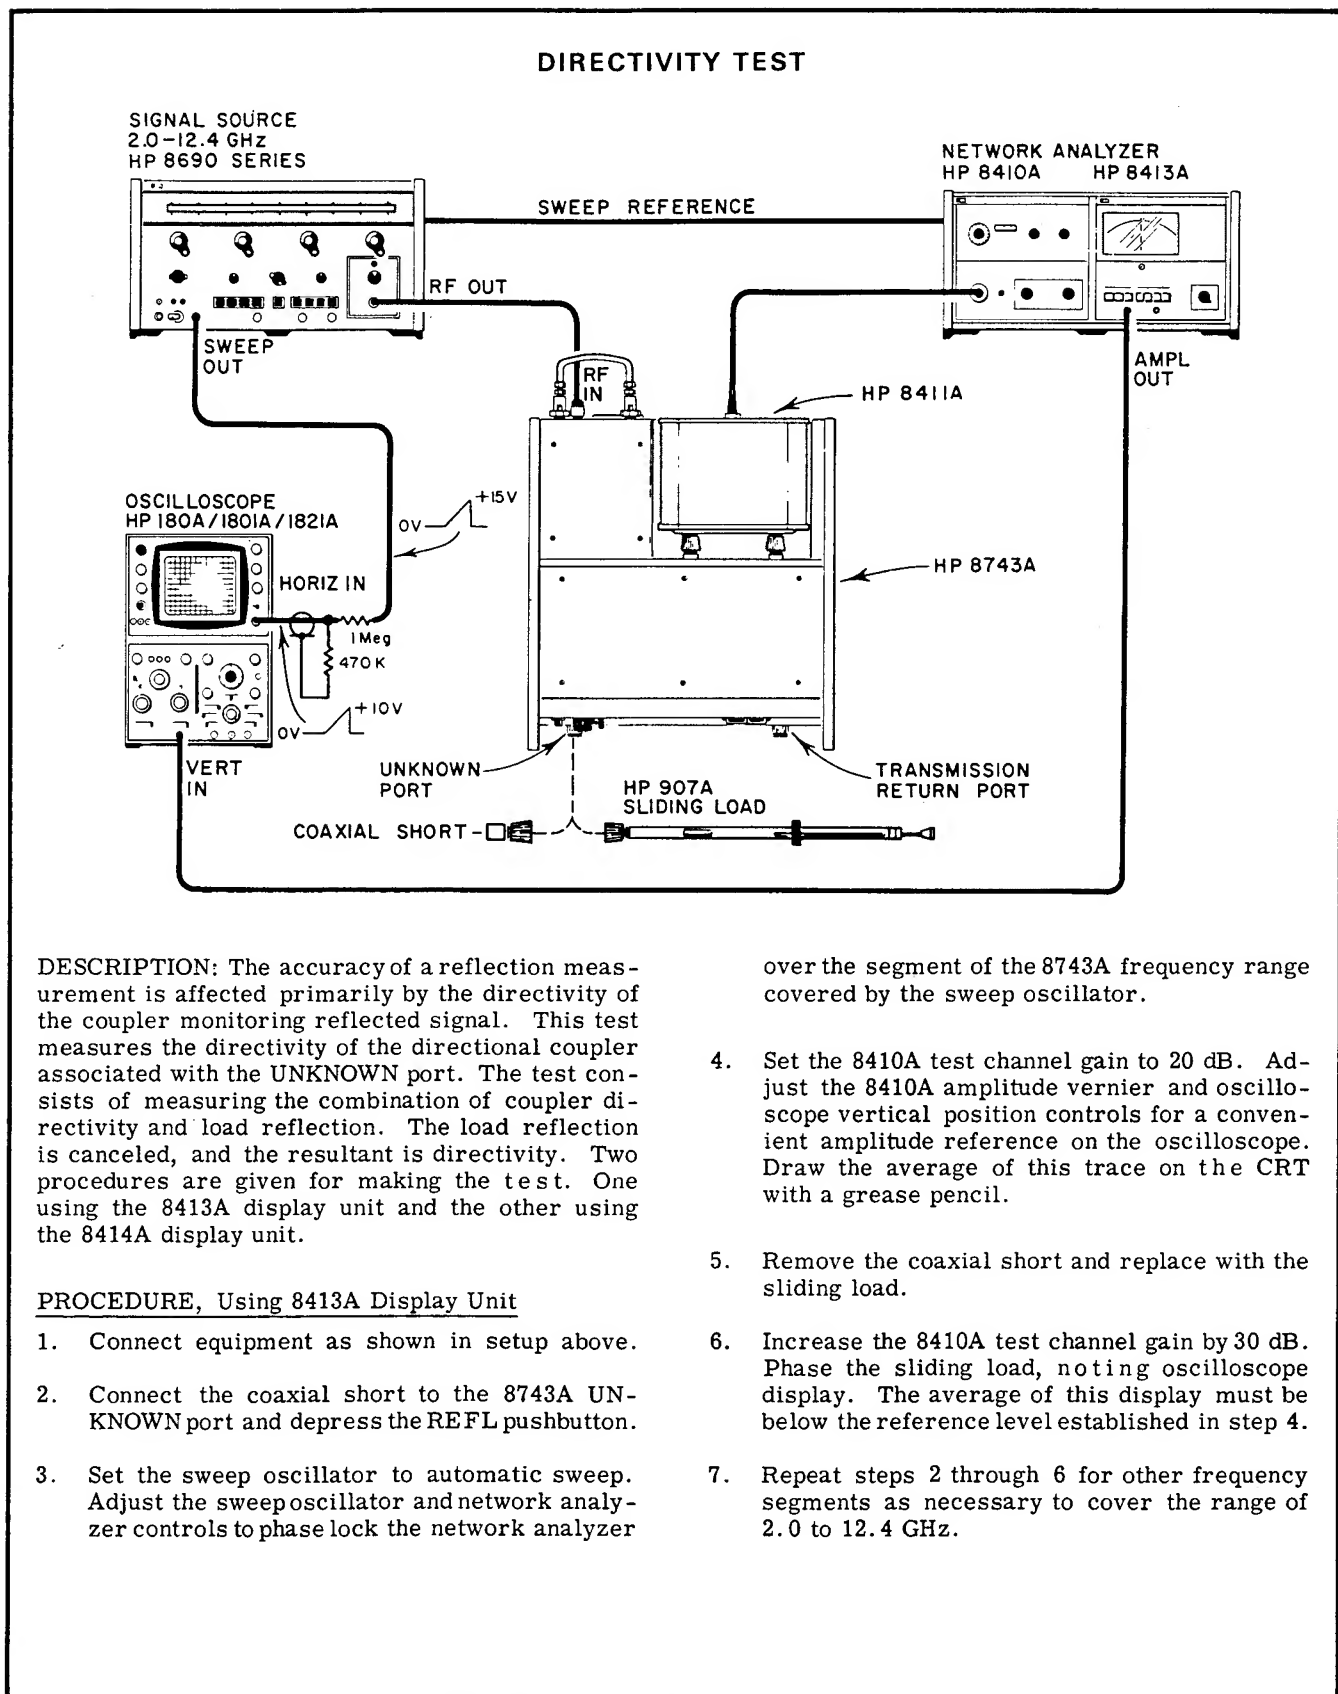 DIRECTIVITY TEST
SIGNAL SOURCE
2.0-12.4 GHz
HP 8690 SERIES
NETWORK ANALYZER
HP 8410A HP 8413A
SWEEP REFERENCE
RF OUT
SWEEP
OUT
RF
IN
AMPL
OUT
HP 8411A
OSCILLOSCOPE
HP 180A/1801A/1821A
+15V
0V
HORIZ IN
HP 8743A
1Meg
470K
+10V
0V
VERT
IN
UNKNOWN
PORT
TRANSMISSION
RETURN PORT
HP 907A
SLIDING LOAD
COAXIAL SHORT
DESCRIPTION: The accuracy of a reflection meas-
urement is affected primarily by the directivity of
the coupler monitoring reflected signal. This test
measures the directivity of the directional coupler
associated with the UNKNOWN port. The test con-
sists of measuring the combination of coupler di-
rectivity and load reflection. The load reflection
is canceled, and the resultant is directivity. Two
procedures are given for making the test. One
using the 8413A display unit and the other using
the 8414A display unit.
PROCEDURE, Using 8413A Display Unit
1. Connect equipment as shown in setup above.
2. Connect the coaxial short to the 8743A UN-
KNOWN port and depress the REFL pushbutton.
3. Set the sweep oscillator to automatic sweep.
Adjust the sweep oscillator and network analy-
zer controls to phase lock the network analyzer
over the segment of the 8743A frequency range
covered by the sweep oscillator.
4. Set the 8410A test channel gain to 20 dB. Ad-
just the 8410A amplitude vernier and oscillo-
scope vertical position controls for a conven-
ient amplitude reference on the oscilloscope.
Draw the average of this trace on the CRT
with a grease pencil.
5. Remove the coaxial short and replace with the
sliding load.
6. Increase the 8410A test channel gain by 30 dB.
Phase the sliding load, noting oscilloscope
display. The average of this display must be
below the reference level established in step 4.
7. Repeat steps 2 through 6 for other frequency
segments as necessary to cover the range of
2.0 to 12.4 GHz.